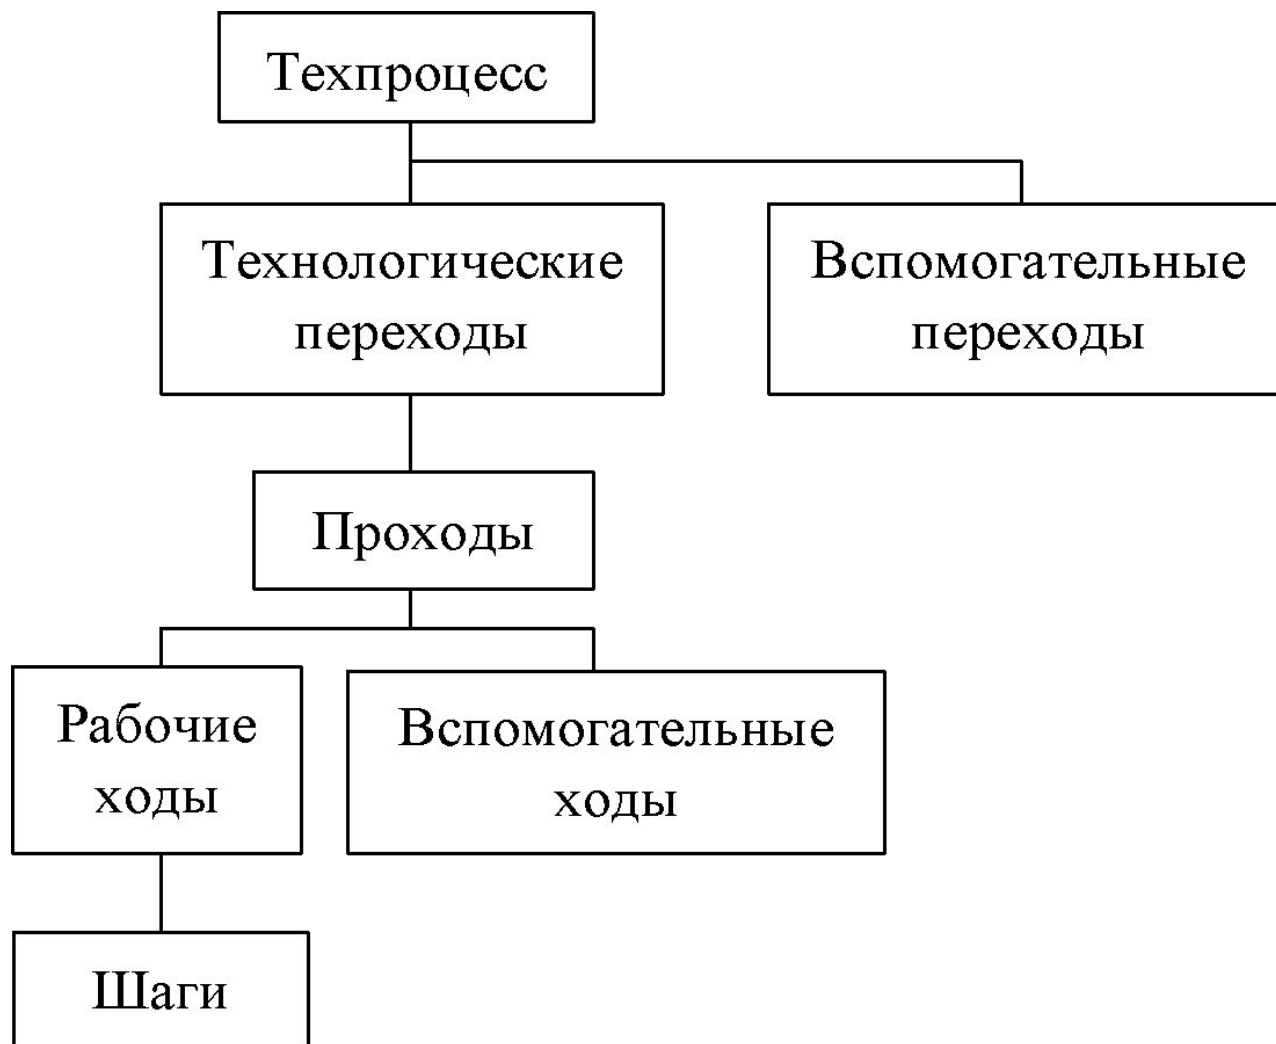 Техпроцесс
Технологические
переходы
Вспомогательные
переходы
Проходы
Рабочие
ходы
Вспомогательные
ходы
Шаги